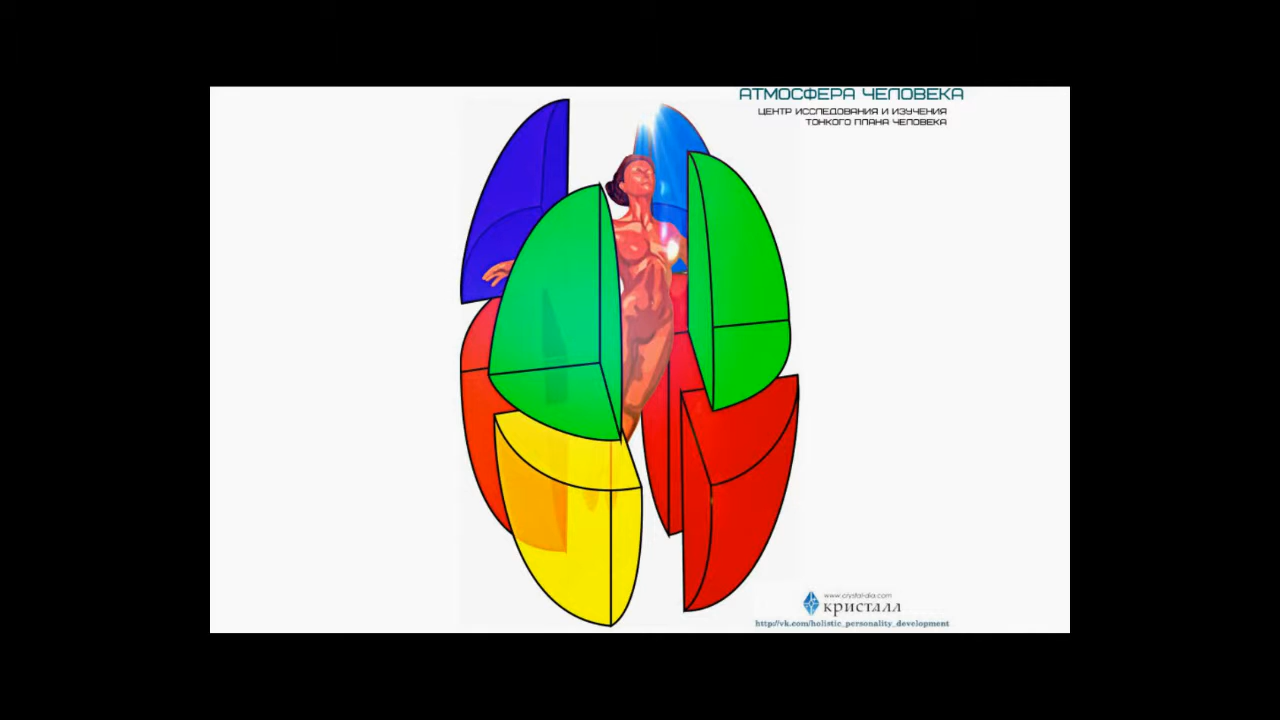 АТМОСФЕРА ЧЕЛОВЕКА
ЦЕНТР ИССЛЕДОВАНИЯ И ИЗУЧЕНИЯ
ТОНКОГО ПЛАНА ЧЕЛОВЕКА
www.crystal-dia.com
кристалл
http://vk.com/holistic_personality_development